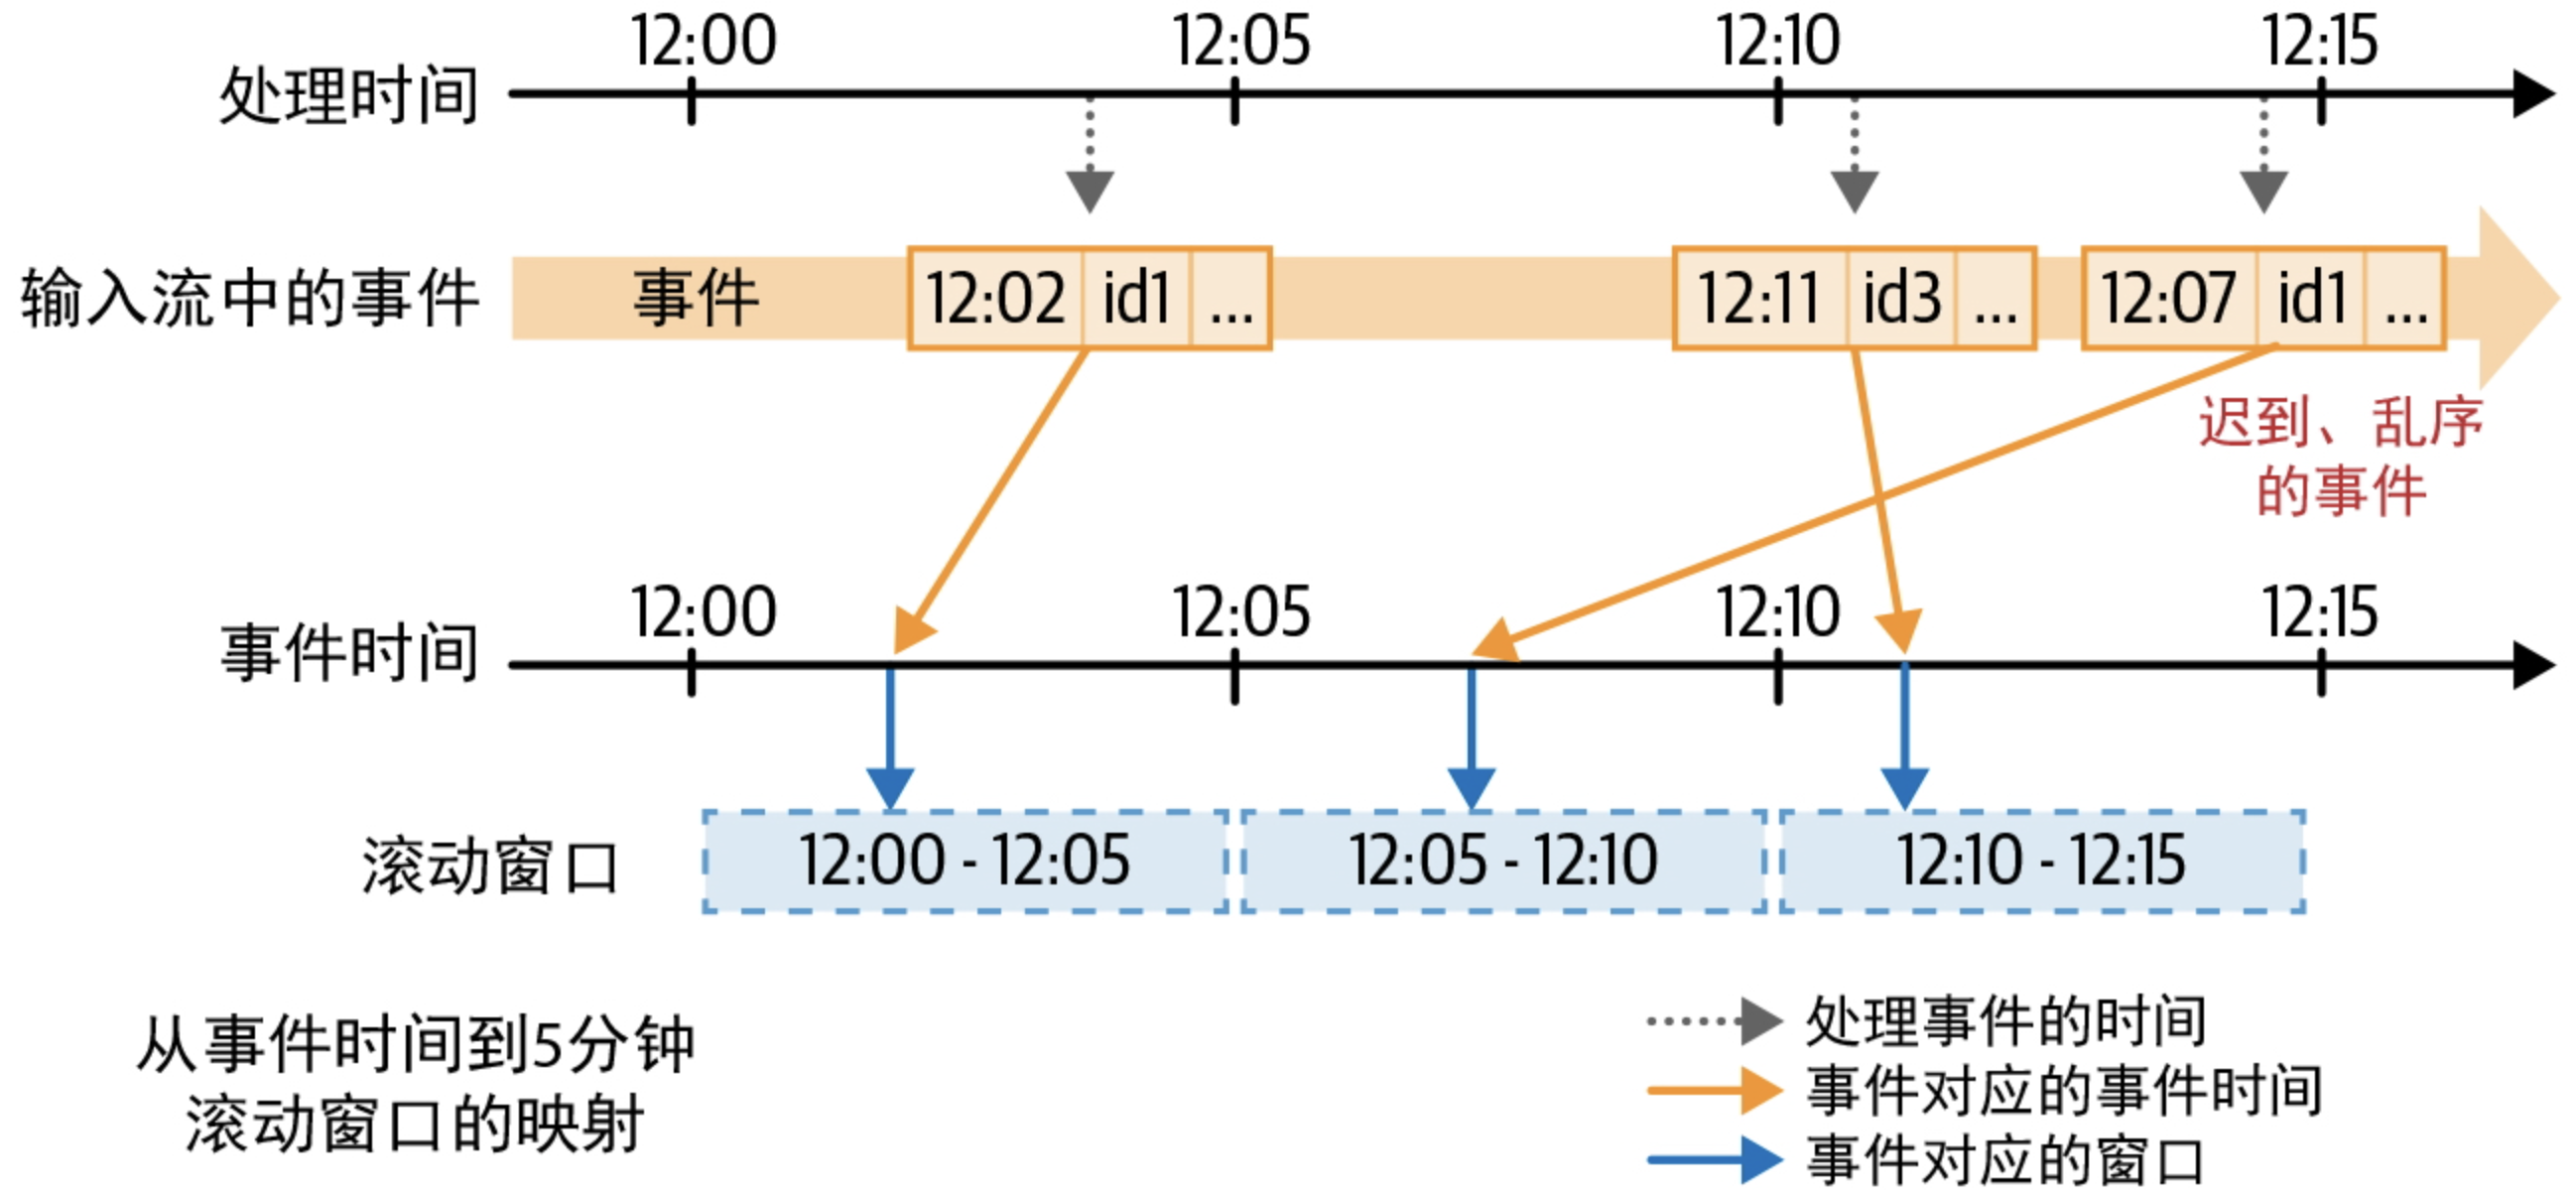 12:00 12:05 12:10 12:15
处理时间
输入流中的事件 事件 12:02 id1 ... 12:11 id3 ... 12:07 id1 ...
迟到、乱序
的事件
12:00 12:05 12:10 12:15
事件时间
滚动窗口 12:00 - 12:05 12:05 - 12:10 12:10 - 12:15
从事件时间到5分钟
滚动窗口的映射
处理事件的时间
事件对应的事件时间
事件对应的窗口